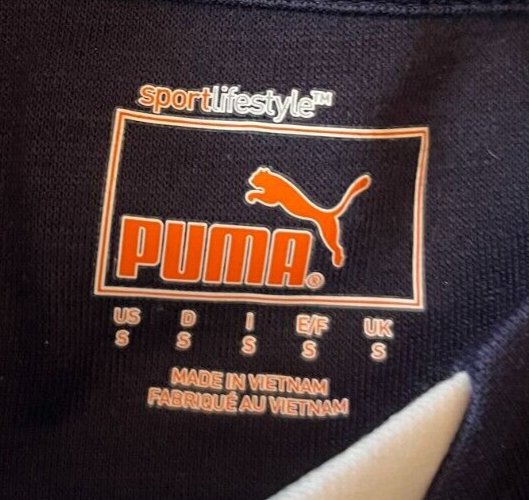 sportlifestyle™
PUMA®
US D I E/F UK
S S S S S
MADE IN VIETNAM
FABRIQUÉ AU VIETNAM